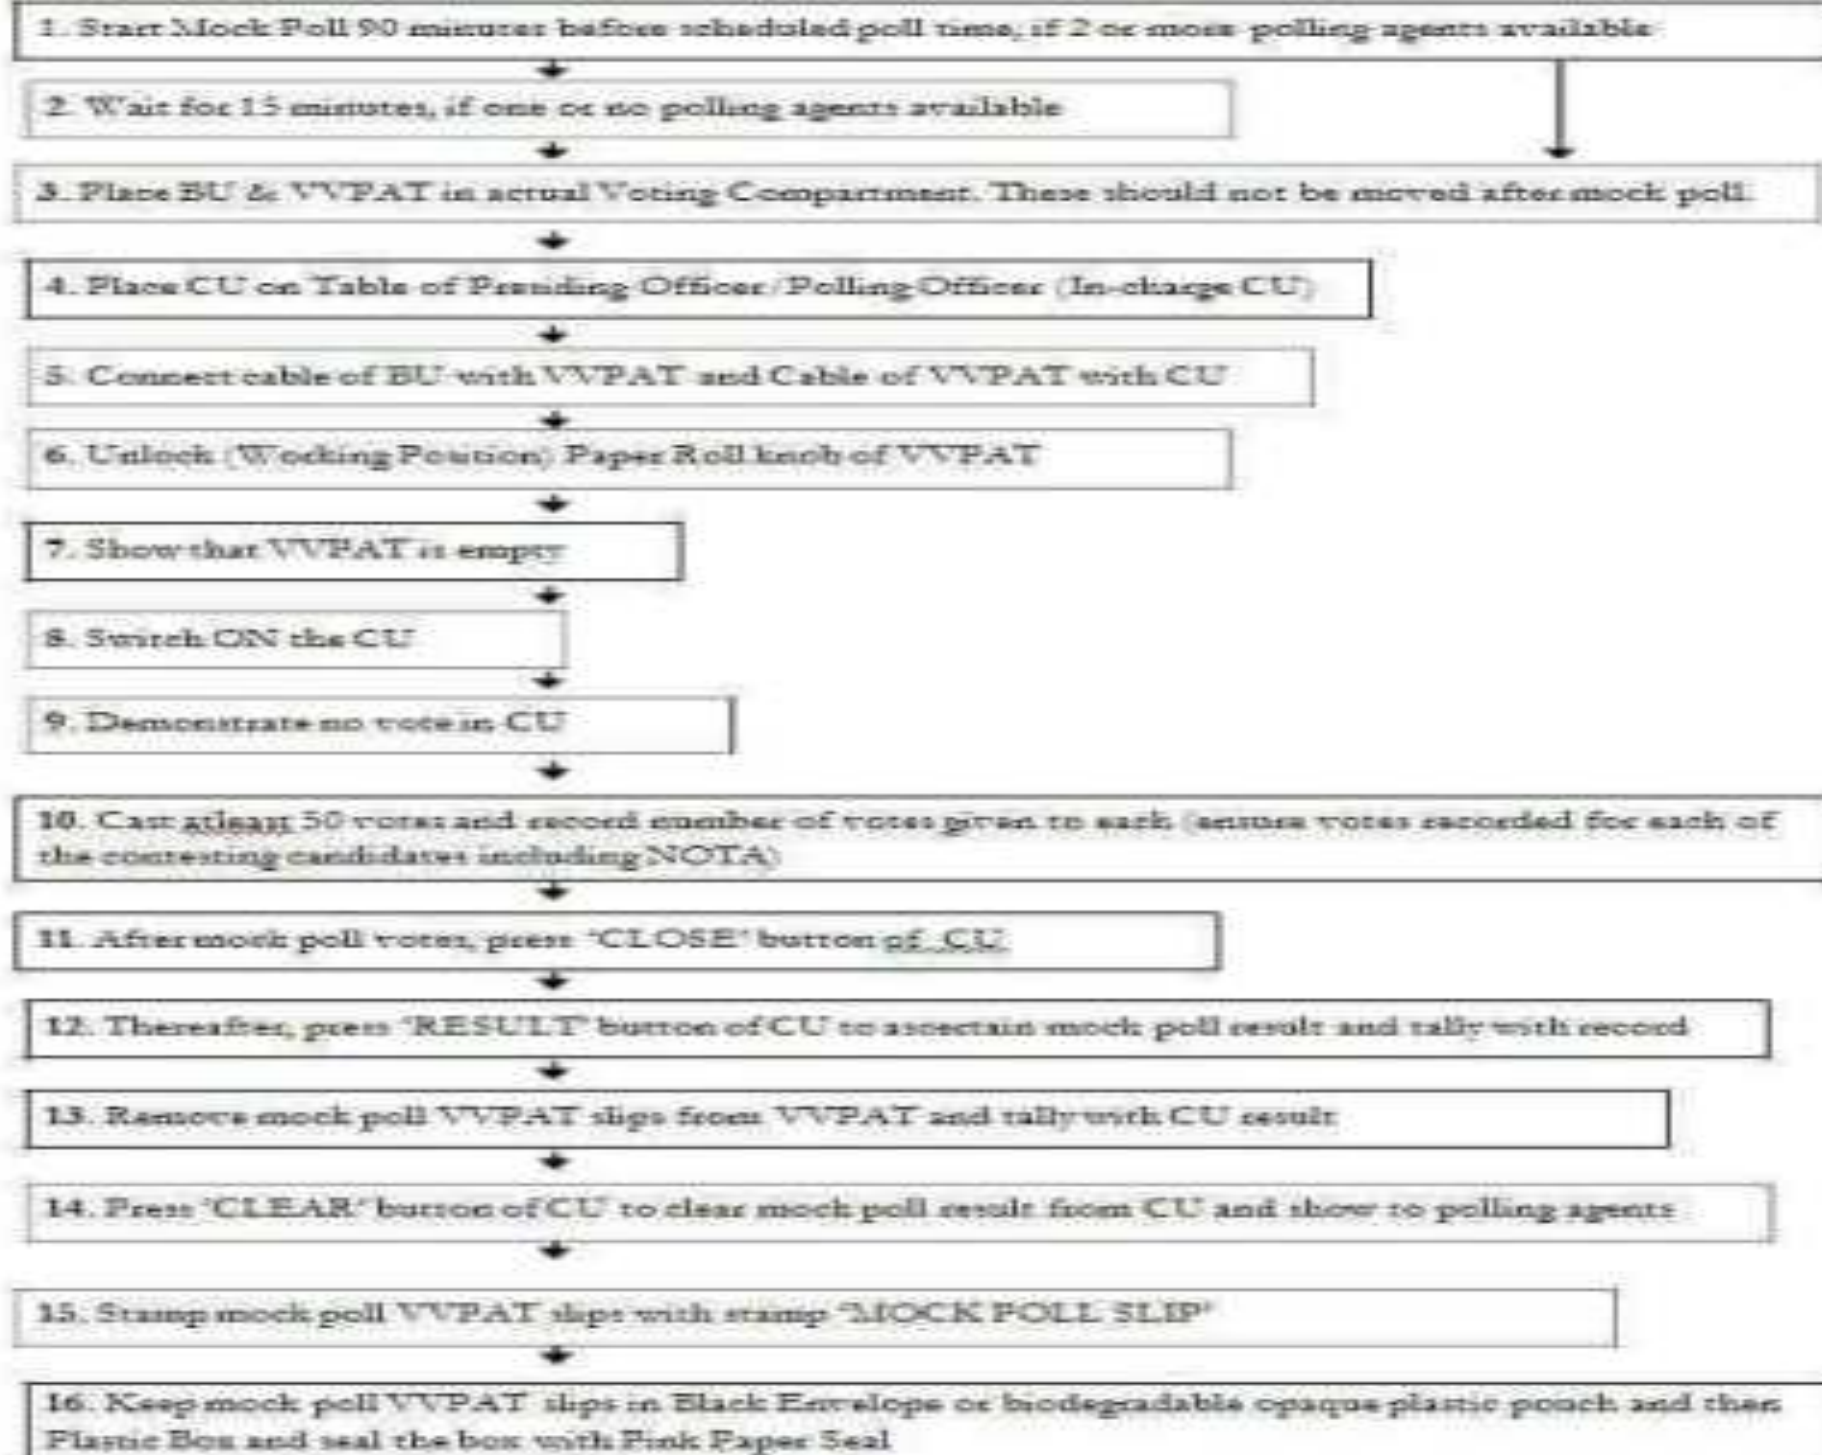 1. Start Mock Poll 90 minutes before scheduled poll time, if 2 or more polling agents available
2. Wait for 15 minutes, if one or no polling agents available
3. Place BU & VVPAT in actual Voting Compartment. These should not be moved after mock poll.
4. Place CU on Table of Presiding Officer/Polling Officer (In-charge CU)
5. Connect cable of BU with VVPAT and Cable of VVPAT with CU
6. Unlock (Working Position) Paper Roll knob of VVPAT
7. Show that VVPAT is empty
8. Switch ON the CU
9. Demonstrate no vote in CU
10. Cast atleast 50 votes and record number of votes given to each (ensure votes recorded for each of
the contesting candidates including NOTA)
11. After mock poll votes, press 'CLOSE' button of CU
12. Thereafter, press 'RESULT' button of CU to ascertain mock poll result and tally with record
13. Remove mock poll VVPAT slips from VVPAT and tally with CU result
14. Press 'CLEAR' button of CU to clear mock poll result from CU and show to polling agents
15. Stamp mock poll VVPAT slips with stamp 'MOCK POLL SLIP'
16. Keep mock poll VVPAT slips in Black Envelope or biodegradable opaque plastic pouch and then
Plastic Box and seal the box with Pink Paper Seal